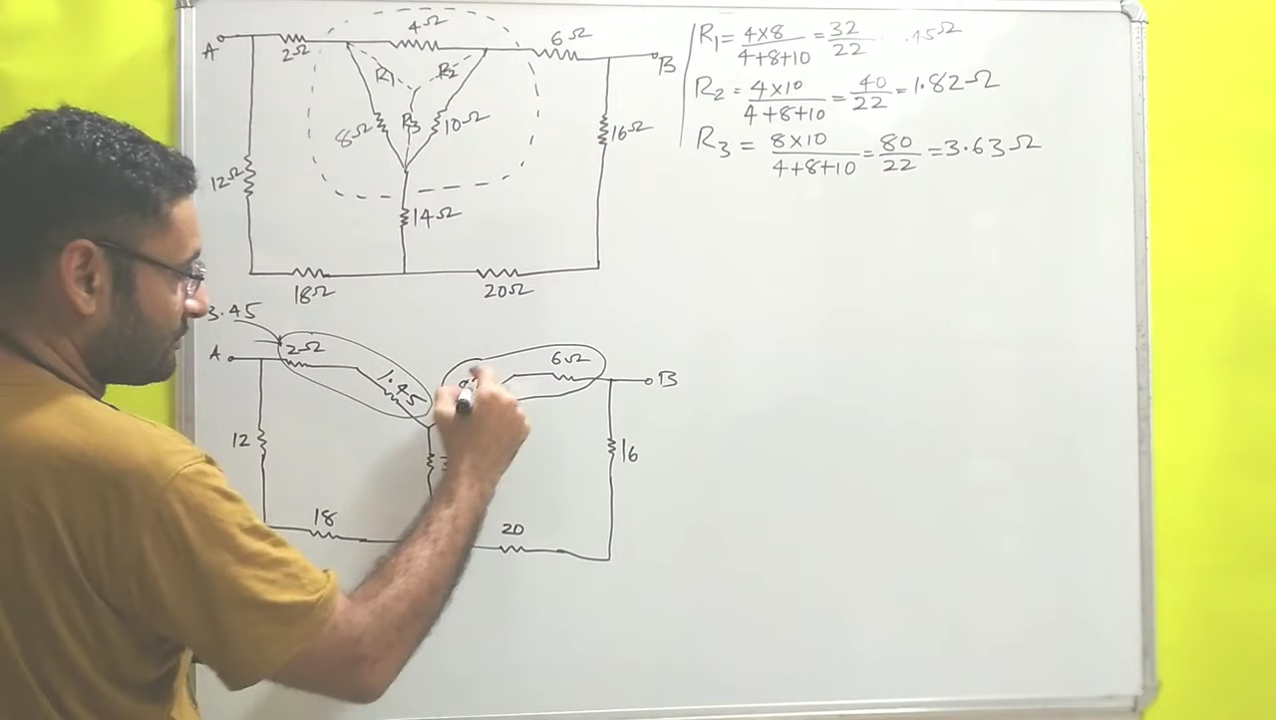 A
2Ω
4Ω
6Ω
B
R1
R2
8Ω
R3
10Ω
16Ω
12Ω
14Ω
18Ω
20Ω
R1 = 4×8 / 4+8+10 = 32 / 22 .45Ω
R2 = 4×10 / 4+8+10 = 40 / 22 = 1.82Ω
R3 = 8×10 / 4+8+10 = 80 / 22 = 3.63Ω
3.45
A
2Ω
1.45
6Ω
B
12
16
18
20